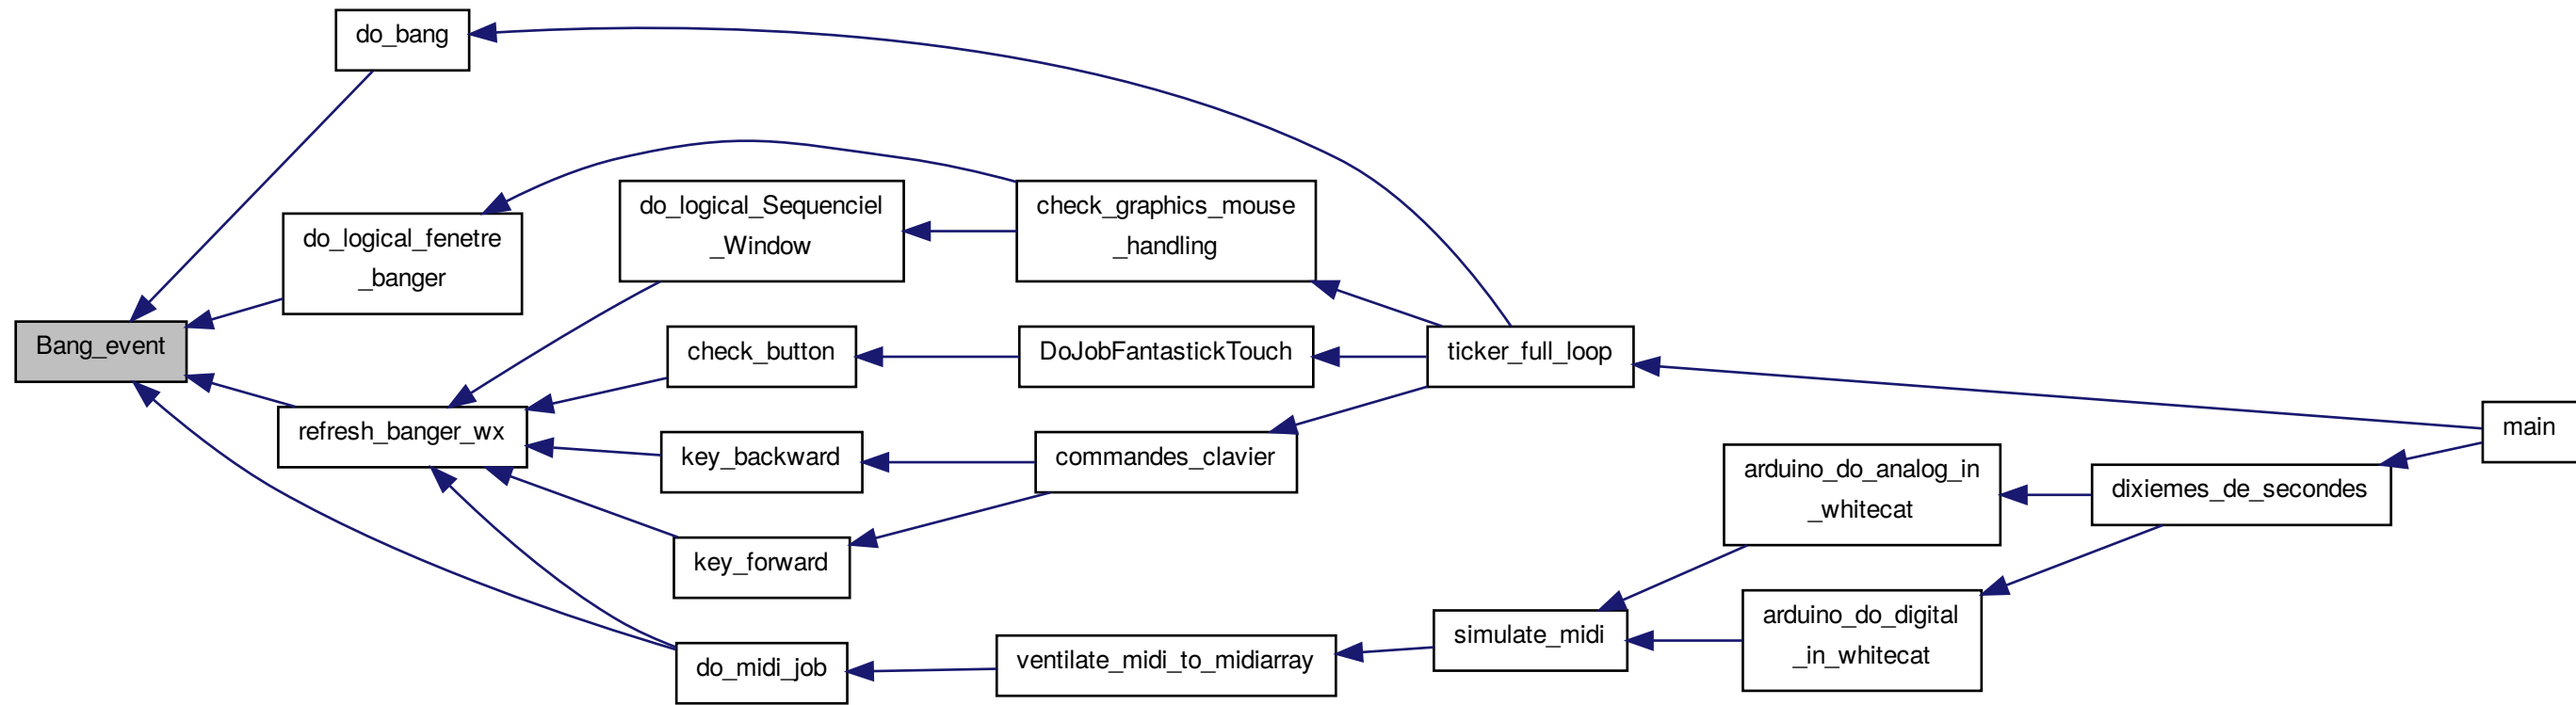 do_bang
do_logical_fenetre
_banger
do_logical_Sequenciel
_Window
check_graphics_mouse
_handling
Bang_event
check_button
DoJobFantastickTouch
ticker_full_loop
refresh_banger_wx
key_backward
commandes_clavier
main
arduino_do_analog_in
_whitecat
dixiemes_de_secondes
key_forward
arduino_do_digital
_in_whitecat
simulate_midi
do_midi_job
ventilate_midi_to_midiarray